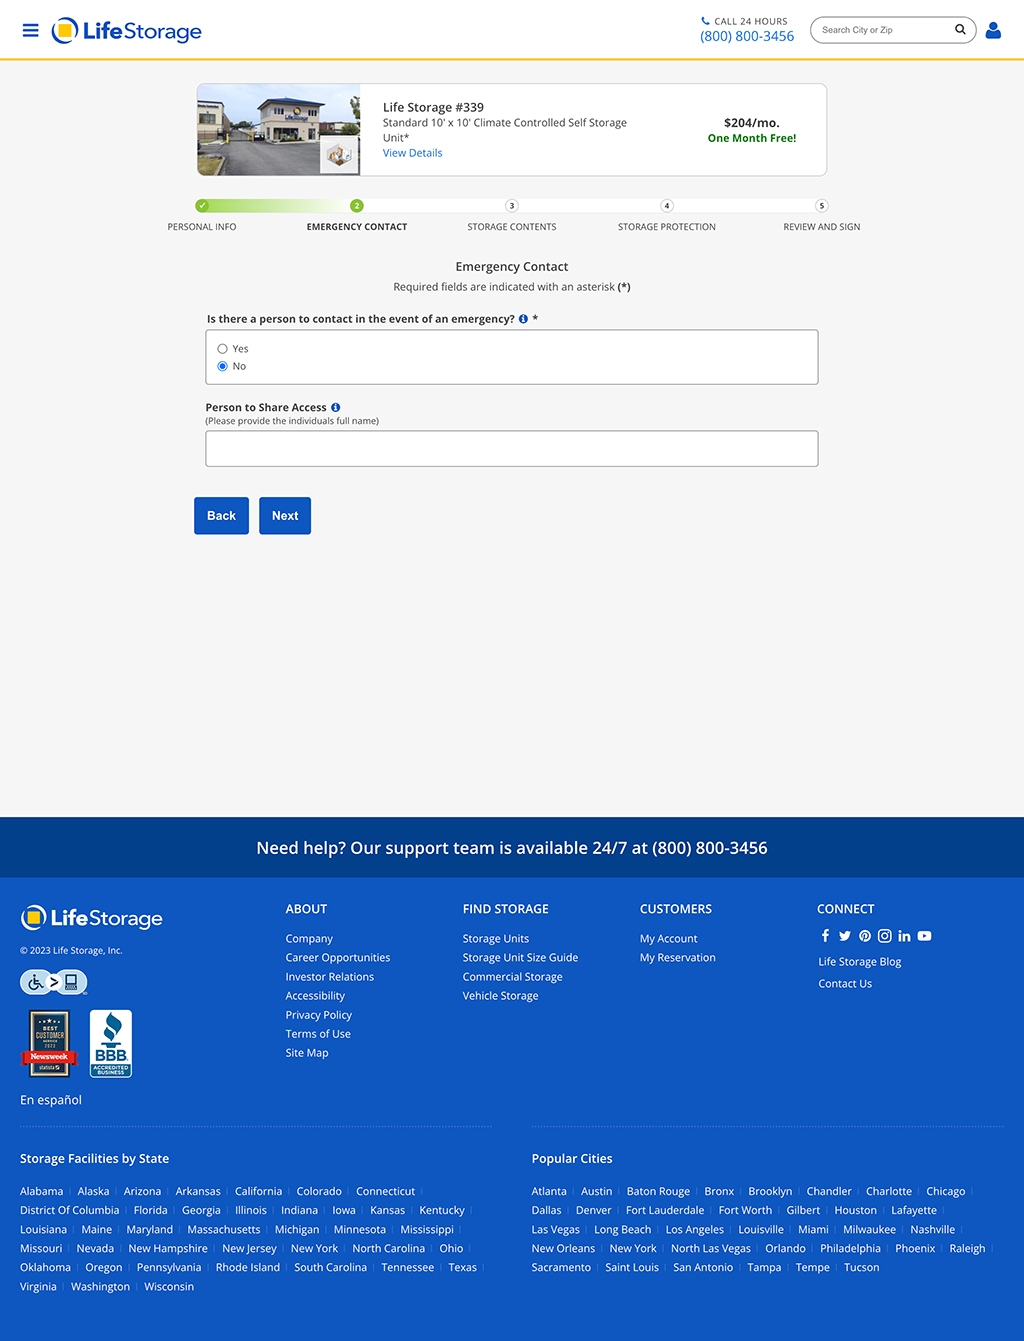 LifeStorage
CALL 24 HOURS
(800) 800-3456
Search City or Zip
Life Storage #339
Standard 10' x 10' Climate Controlled Self Storage
Unit*
View Details
$204/mo.
One Month Free!
2
3
4
5
PERSONAL INFO
EMERGENCY CONTACT
STORAGE CONTENTS
STORAGE PROTECTION
REVIEW AND SIGN
Emergency Contact
Required fields are indicated with an asterisk (*)
Is there a person to contact in the event of an emergency? *
Yes
No
Person to Share Access
(Please provide the individuals full name)
Back
Next
Need help? Our support team is available 24/7 at (800) 800-3456
LifeStorage
© 2023 Life Storage, Inc.
BEST
CUSTOMER
SERVICE
2023
Newsweek
statista
BBB
ACCREDITED
BUSINESS
En español
ABOUT
Company
Career Opportunities
Investor Relations
Accessibility
Privacy Policy
Terms of Use
Site Map
FIND STORAGE
Storage Units
Storage Unit Size Guide
Commercial Storage
Vehicle Storage
CUSTOMERS
My Account
My Reservation
CONNECT
Life Storage Blog
Contact Us
Storage Facilities by State
Alabama Alaska Arizona Arkansas California Colorado Connecticut
District Of Columbia Florida Georgia Illinois Indiana Iowa Kansas Kentucky
Louisiana Maine Maryland Massachusetts Michigan Minnesota Mississippi
Missouri Nevada New Hampshire New Jersey New York North Carolina Ohio
Oklahoma Oregon Pennsylvania Rhode Island South Carolina Tennessee Texas
Virginia Washington Wisconsin
Popular Cities
Atlanta Austin Baton Rouge Bronx Brooklyn Chandler Charlotte Chicago
Dallas Denver Fort Lauderdale Fort Worth Gilbert Houston Lafayette
Las Vegas Long Beach Los Angeles Louisville Miami Milwaukee Nashville
New Orleans New York North Las Vegas Orlando Philadelphia Phoenix Raleigh
Sacramento Saint Louis San Antonio Tampa Tempe Tucson